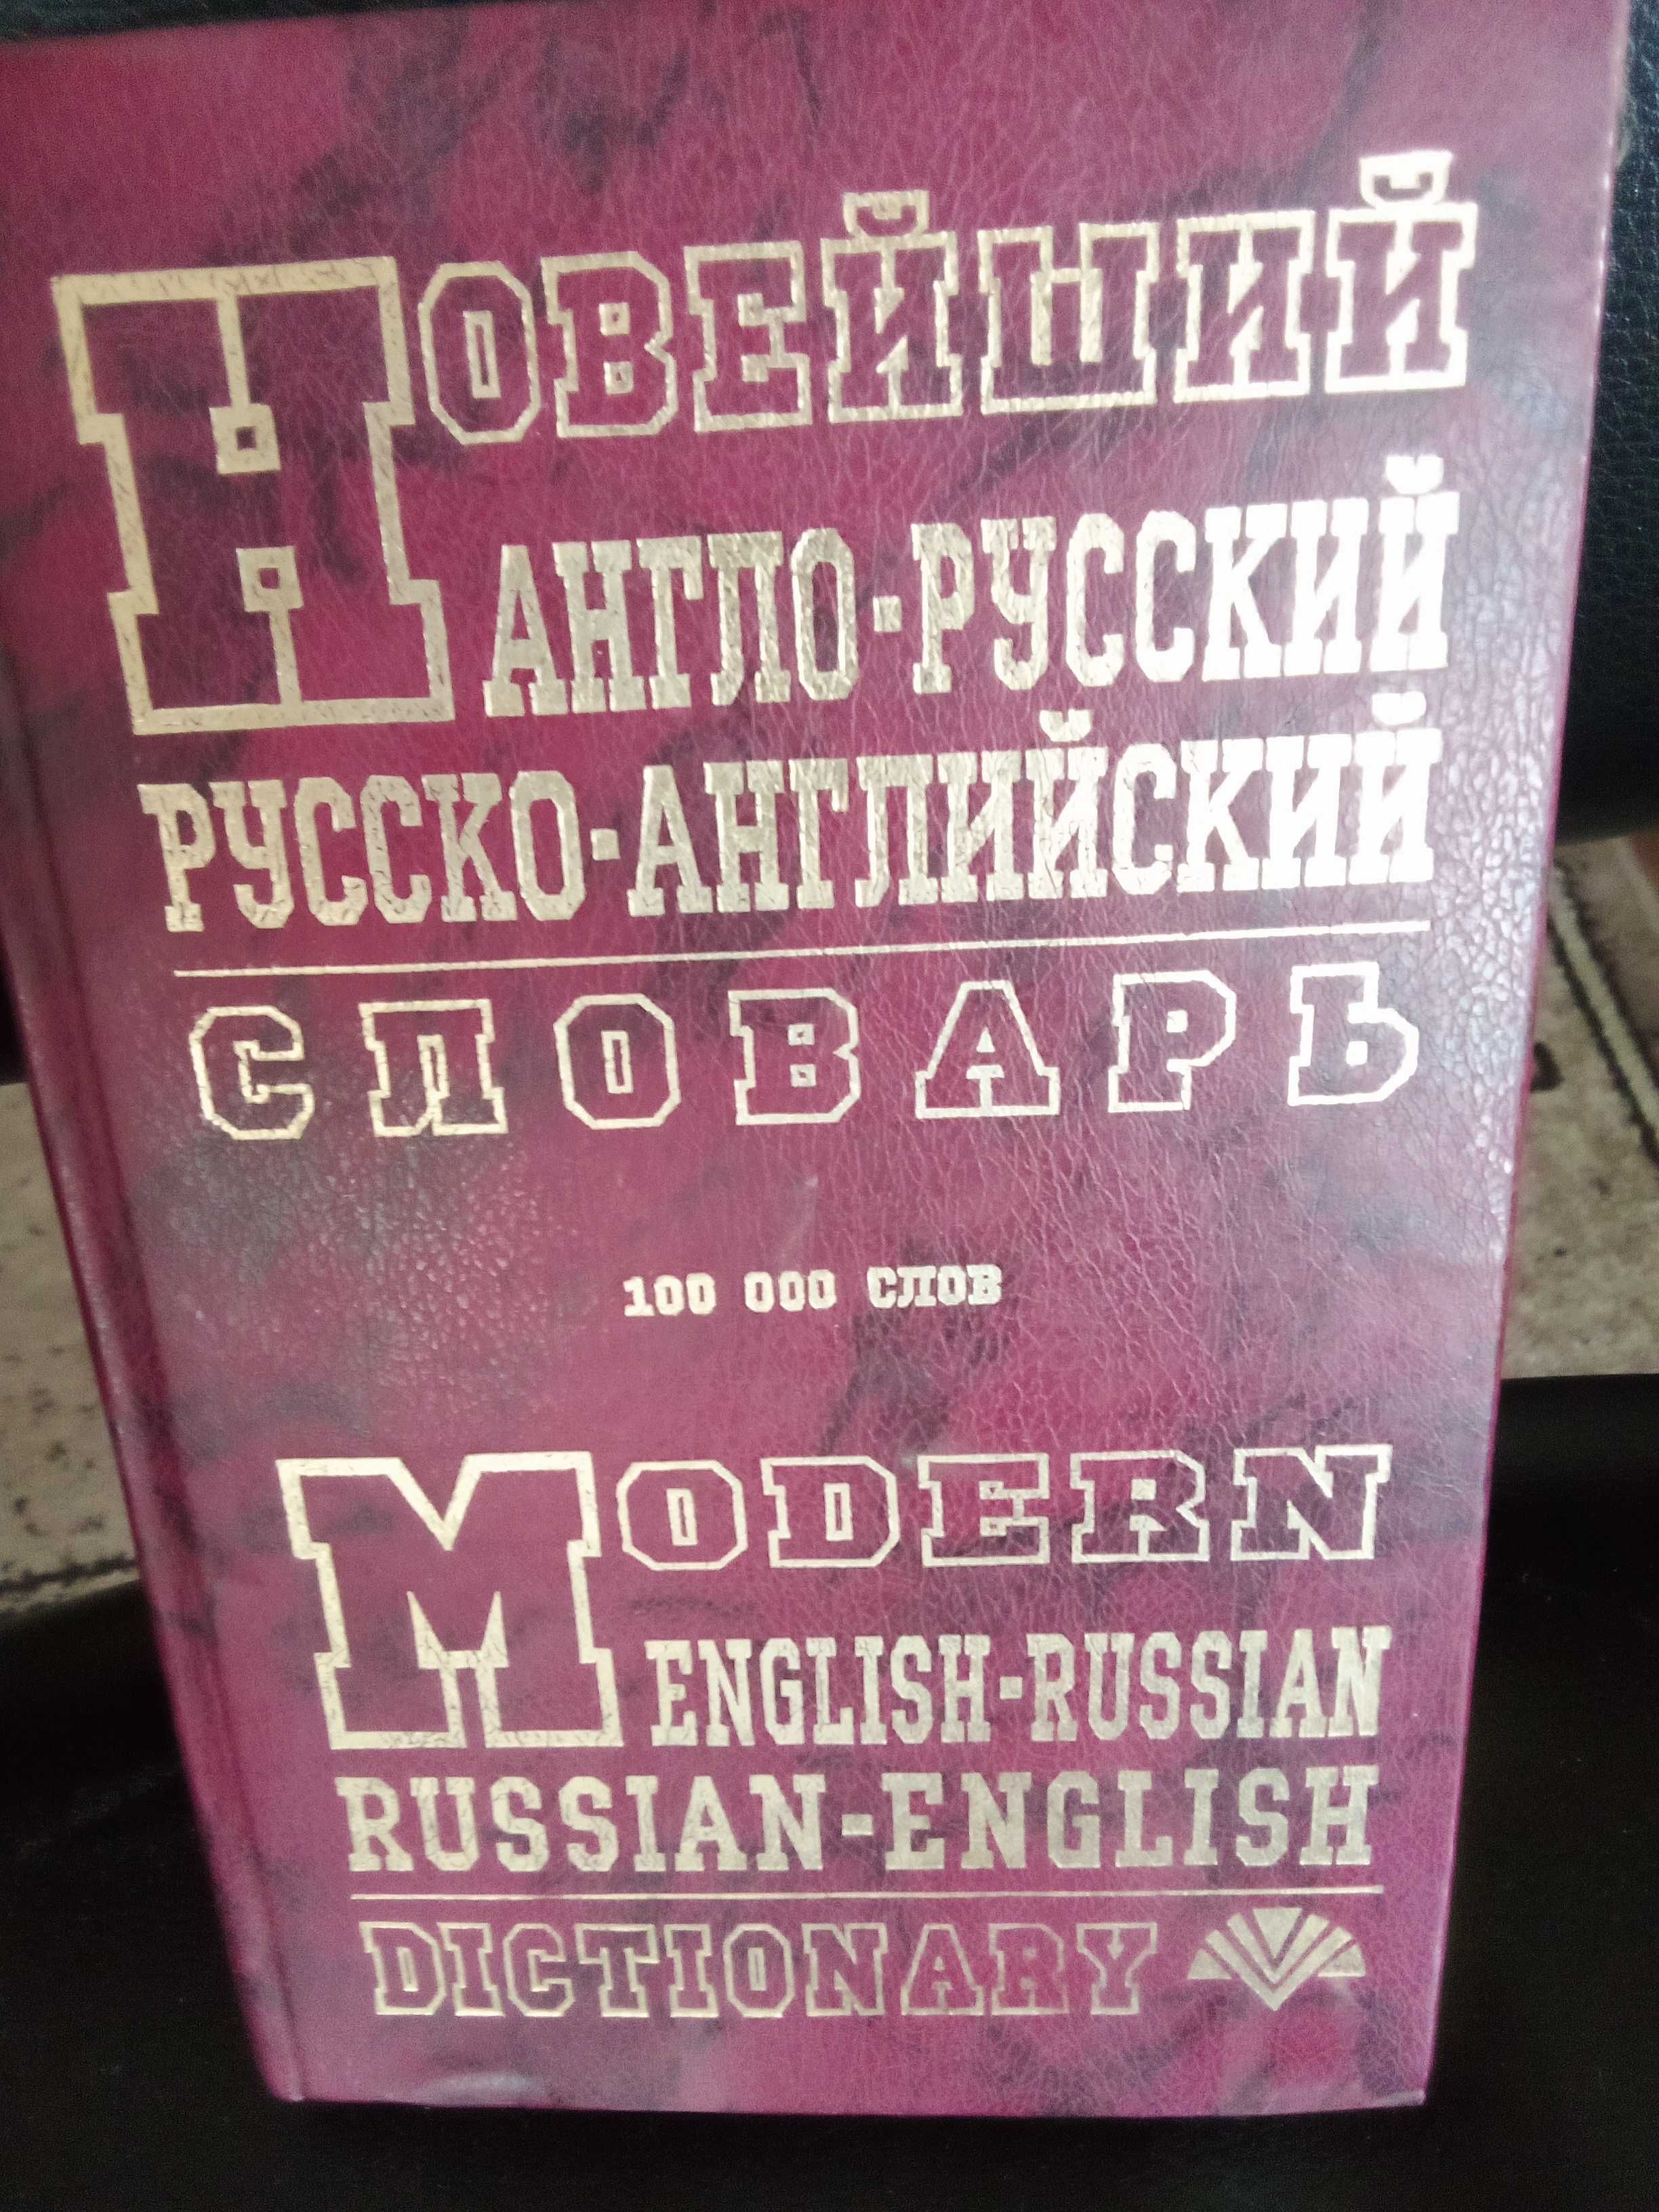 НОВЕЙШИЙ
АНГЛО-РУССКИЙ
РУССКО-АНГЛИЙСКИЙ
СЛОВАРЬ
100 000 СЛОВ
MODERN
ENGLISH-RUSSIAN
RUSSIAN-ENGLISH
DICTIONARY